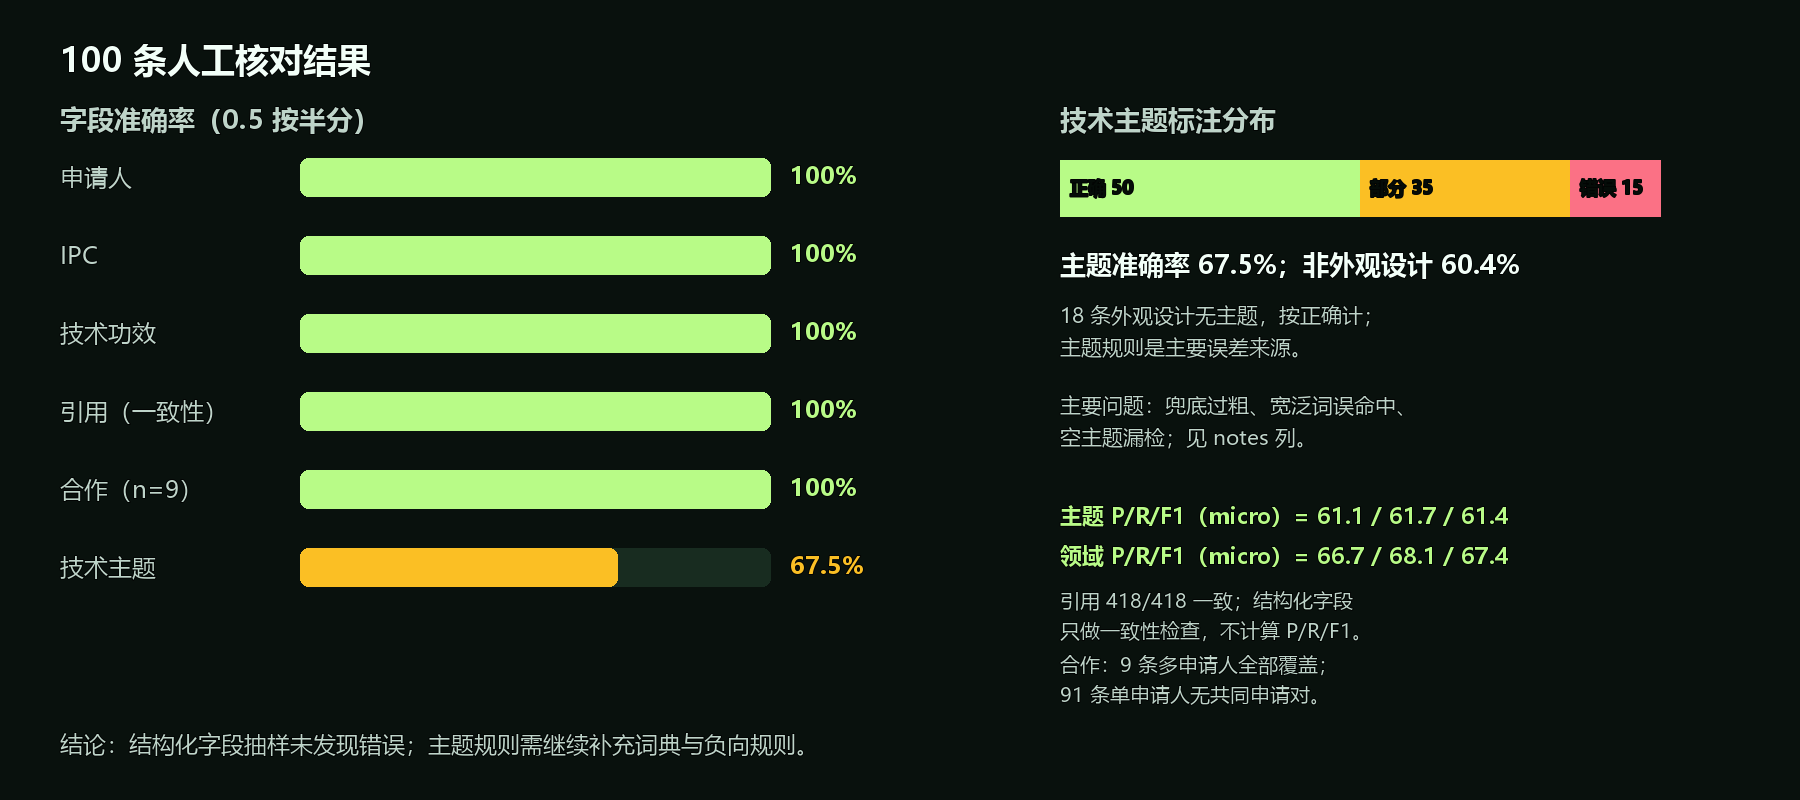 100 条人工核对结果
字段准确率（0.5 按半分）
申请人 100%
IPC 100%
技术功效 100%
引用（一致性） 100%
合作（n=9） 100%
技术主题 67.5%
技术主题标注分布
正确 50 部分 35 错误 15
主题准确率 67.5%；非外观设计 60.4%
18 条外观设计无主题，按正确计；
主题规则是主要误差来源。
主要问题：兜底过粗、宽泛词误命中、
空主题漏检；见 notes 列。
主题 P/R/F1（micro）= 61.1 / 61.7 / 61.4
领域 P/R/F1（micro）= 66.7 / 68.1 / 67.4
引用 418/418 一致；结构化字段
只做一致性检查，不计算 P/R/F1。
合作：9 条多申请人全部覆盖；
91 条单申请人无共同申请对。
结论：结构化字段抽样未发现错误；主题规则需继续补充词典与负向规则。